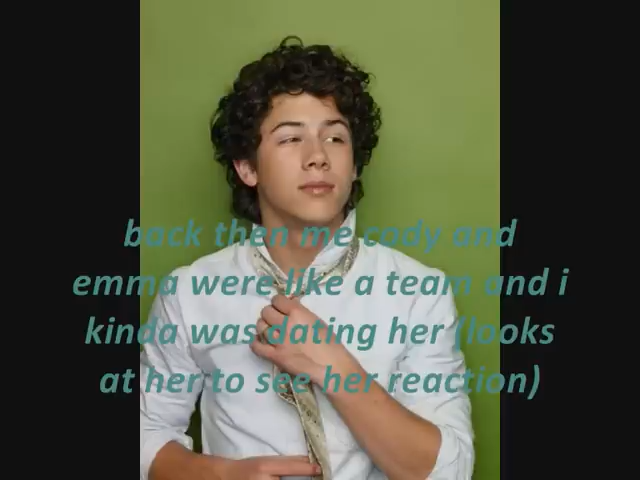 back then me cody and
emma were like a team and i
kinda was dating her (looks
at her to see her reaction)